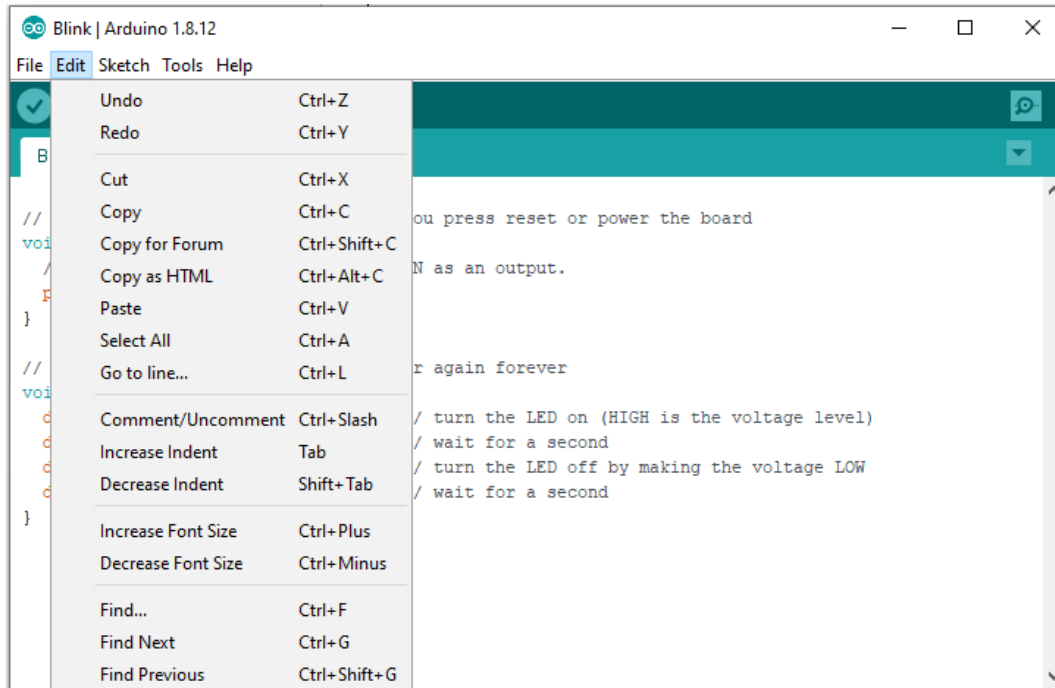 Blink | Arduino 1.8.12
File Edit Sketch Tools Help
Undo Ctrl+Z
Redo Ctrl+Y
B
Cut Ctrl+X
Copy Ctrl+C
// ou press reset or power the board
Copy for Forum Ctrl+Shift+C
voi
Copy as HTML Ctrl+Alt+C
/ N as an output.
p
Paste Ctrl+V
}
Select All Ctrl+A
Go to line... Ctrl+L
// r again forever
voi
Comment/Uncomment Ctrl+Slash
d / turn the LED on (HIGH is the voltage level)
Increase Indent Tab
d / wait for a second
d / turn the LED off by making the voltage LOW
Decrease Indent Shift+Tab
d / wait for a second
}
Increase Font Size Ctrl+Plus
Decrease Font Size Ctrl+Minus
Find... Ctrl+F
Find Next Ctrl+G
Find Previous Ctrl+Shift+G